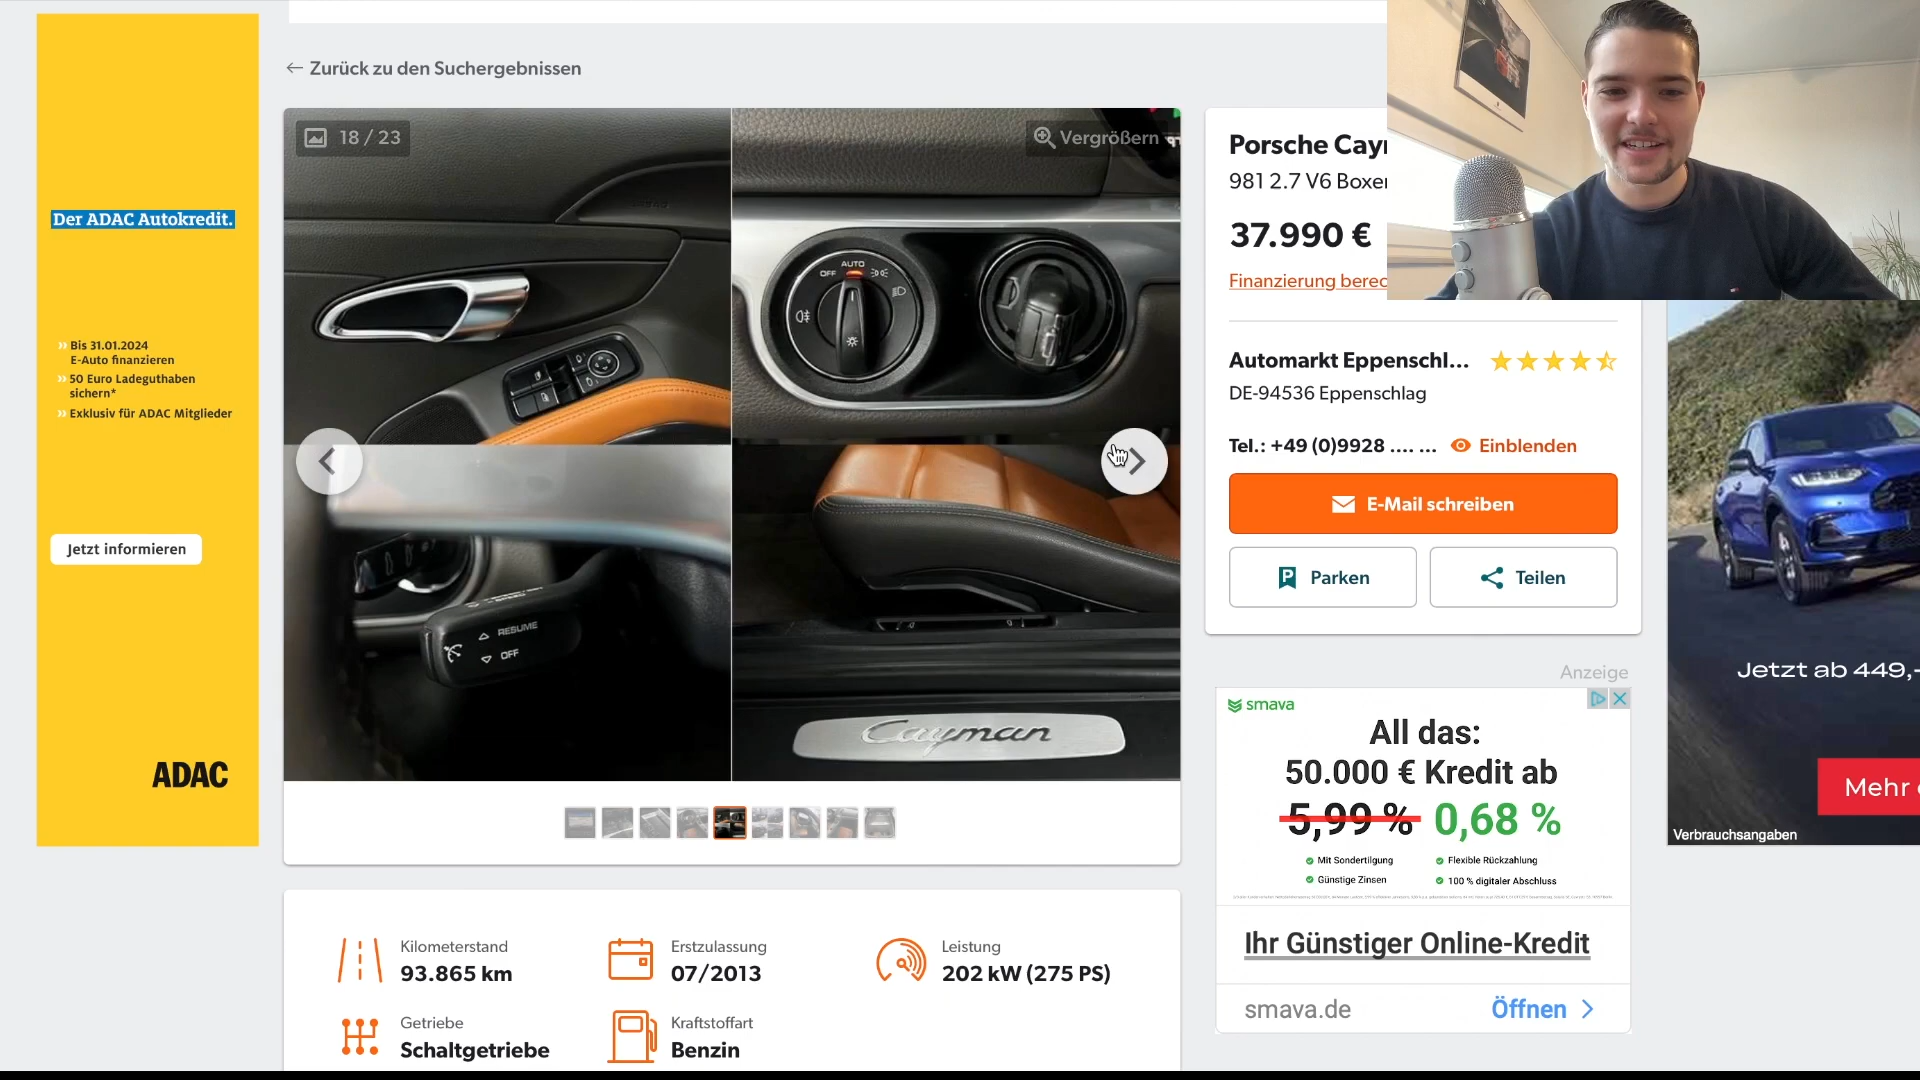 ← Zurück zu den Suchergebnissen
Der ADAC Autokredit.
» Bis 31.01.2024
E-Auto finanzieren
» 50 Euro Ladeguthaben
sichern*
» Exklusiv für ADAC Mitglieder
Jetzt informieren
ADAC
18 / 23
Vergrößern
OFF AUTO
RESUME
OFF
Cayman
Porsche Cay
981 2.7 V6 Boxer
37.990 €
Finanzierung berec
Automarkt Eppenschl...
DE-94536 Eppenschlag
Tel.: +49 (0)9928 .... ...
Einblenden
E-Mail schreiben
Parken
Teilen
Anzeige
smava
All das:
50.000 € Kredit ab
5,99 % 0,68 %
Mit Sondertilgung
Flexible Rückzahlung
Günstige Zinsen
100 % digitaler Abschluss
Ihr Günstiger Online-Kredit
smava.de
Öffnen
Jetzt ab 449,-
Mehr
Verbrauchsangaben
Kilometerstand
93.865 km
Erstzulassung
07/2013
Leistung
202 kW (275 PS)
Getriebe
Schaltgetriebe
Kraftstoffart
Benzin